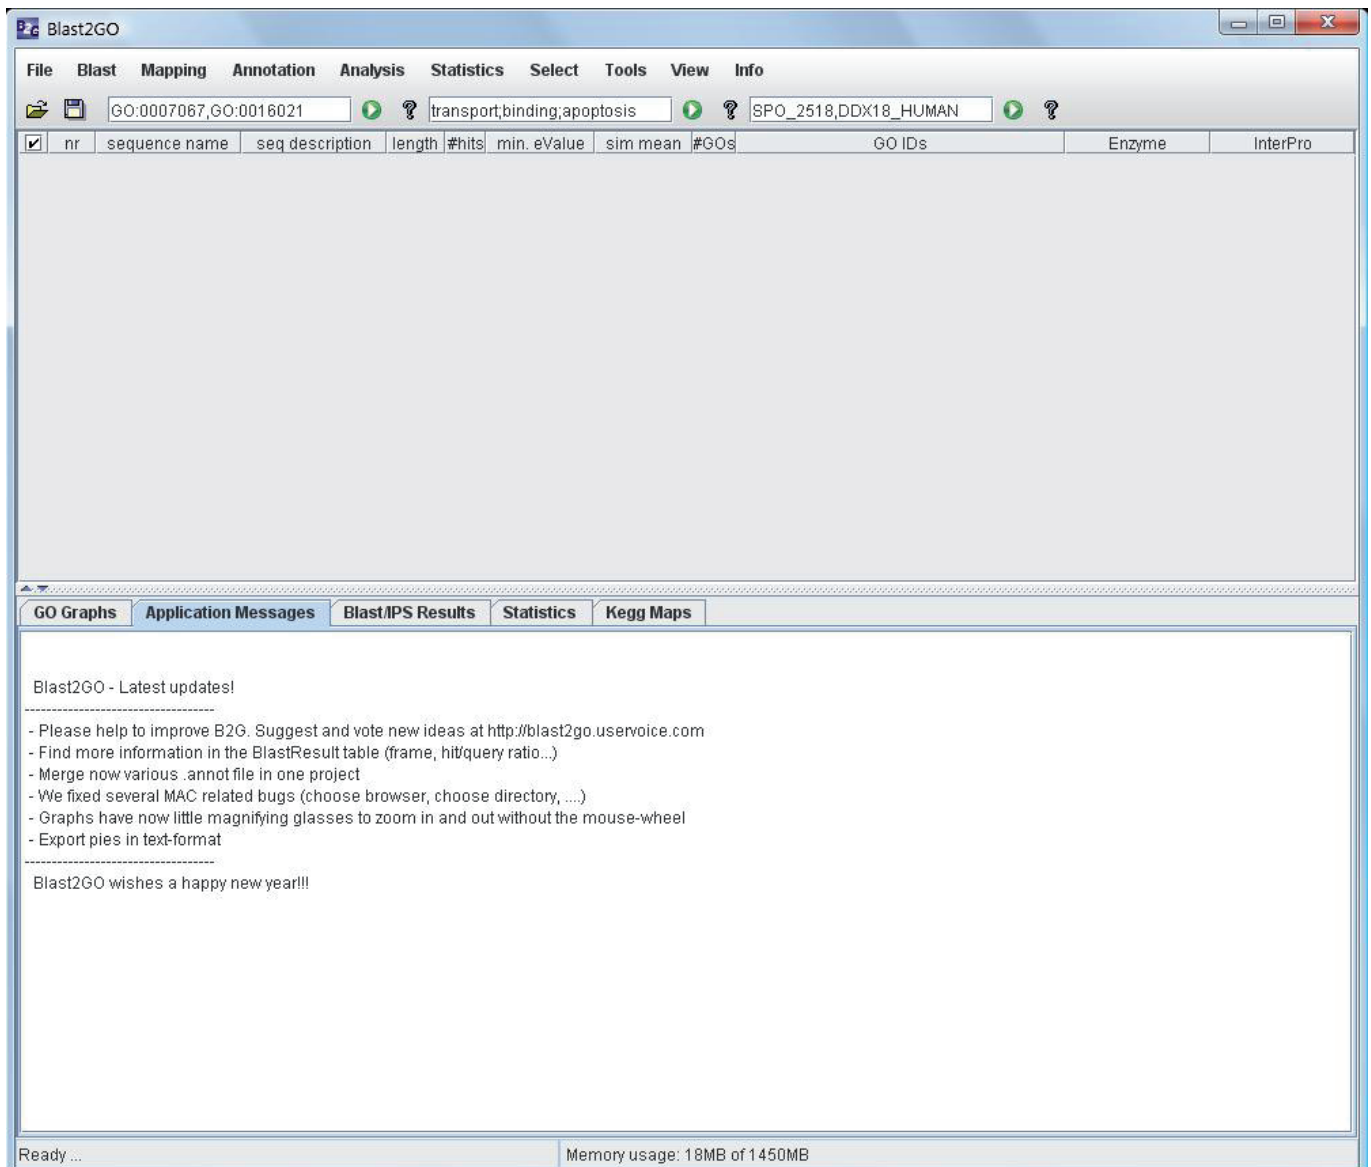 B2G Blast2GO
File Blast Mapping Annotation Analysis Statistics Select Tools View Info
GO:0007067,GO:0016021 ? transport;binding;apoptosis ? SPO_2518,DDX18_HUMAN ?
nr sequence name seq description length #hits min. eValue sim mean #GOs GO IDs Enzyme InterPro
GO Graphs Application Messages Blast/IPS Results Statistics Kegg Maps
Blast2GO - Latest updates!
-----------------------------------
- Please help to improve B2G. Suggest and vote new ideas at http://blast2go.uservoice.com
- Find more information in the BlastResult table (frame, hit/query ratio...)
- Merge now various .annot file in one project
- We fixed several MAC related bugs (choose browser, choose directory, ....)
- Graphs have now little magnifying glasses to zoom in and out without the mouse-wheel
- Export pies in text-format
-----------------------------------
Blast2GO wishes a happy new year!!!
Ready ... Memory usage: 18MB of 1450MB